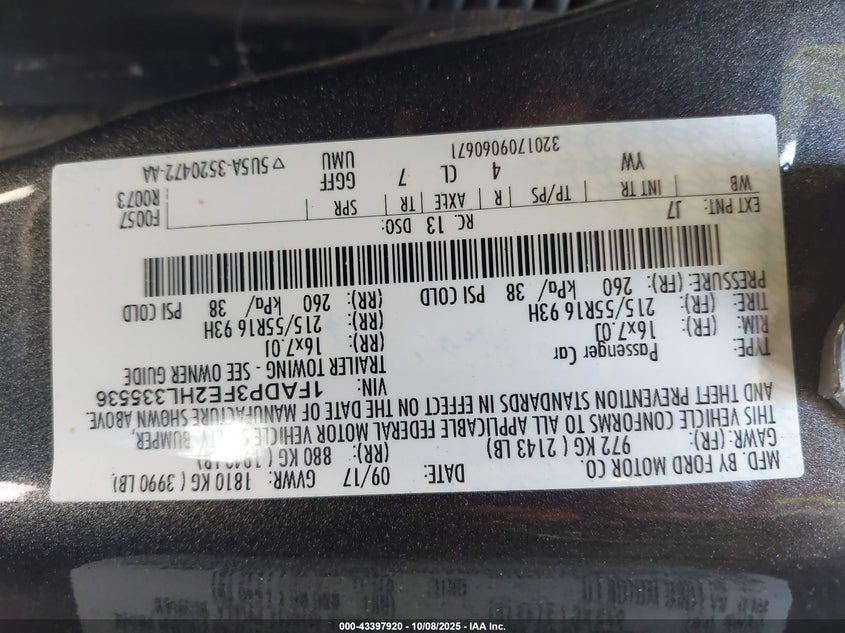 MFD. BY FORD MOTOR CO.
DATE: 09/17 GVWR: 1810 KG ( 3990 LB)
GAWR: (FR): 972 KG ( 2143 LB) (RR): 880 KG ( 1940 LB)
THIS VEHICLE CONFORMS TO ALL APPLICABLE FEDERAL MOTOR VEHICLE BUMPER,
AND THEFT PREVENTION STANDARDS IN EFFECT ON THE DATE OF MANUFACTURE SHOWN ABOVE.
VIN: 1FADP3FE2HL335536
TYPE: Passenger Car TRAILER TOWING - SEE OWNER GUIDE
RIM: (FR): 16x7.0J (RR): 16x7.0J
TIRE: (FR): 215/55R16 93H (RR): 215/55R16 93H
PRESSURE: (FR): 260 kPa/ 38 PSI COLD (RR): 260 kPa/ 38 PSI COLD
EXT PNT: J7 RC: 13 DSO: F0057
WB INT TR TP/PS R AXLE TR SPR R0073
YW 4 CL 7 GGFF
3201709060671 UMU ▽ 5U5A-3520472-AA
000-43397920 - 10/08/2025 - IAA Inc.